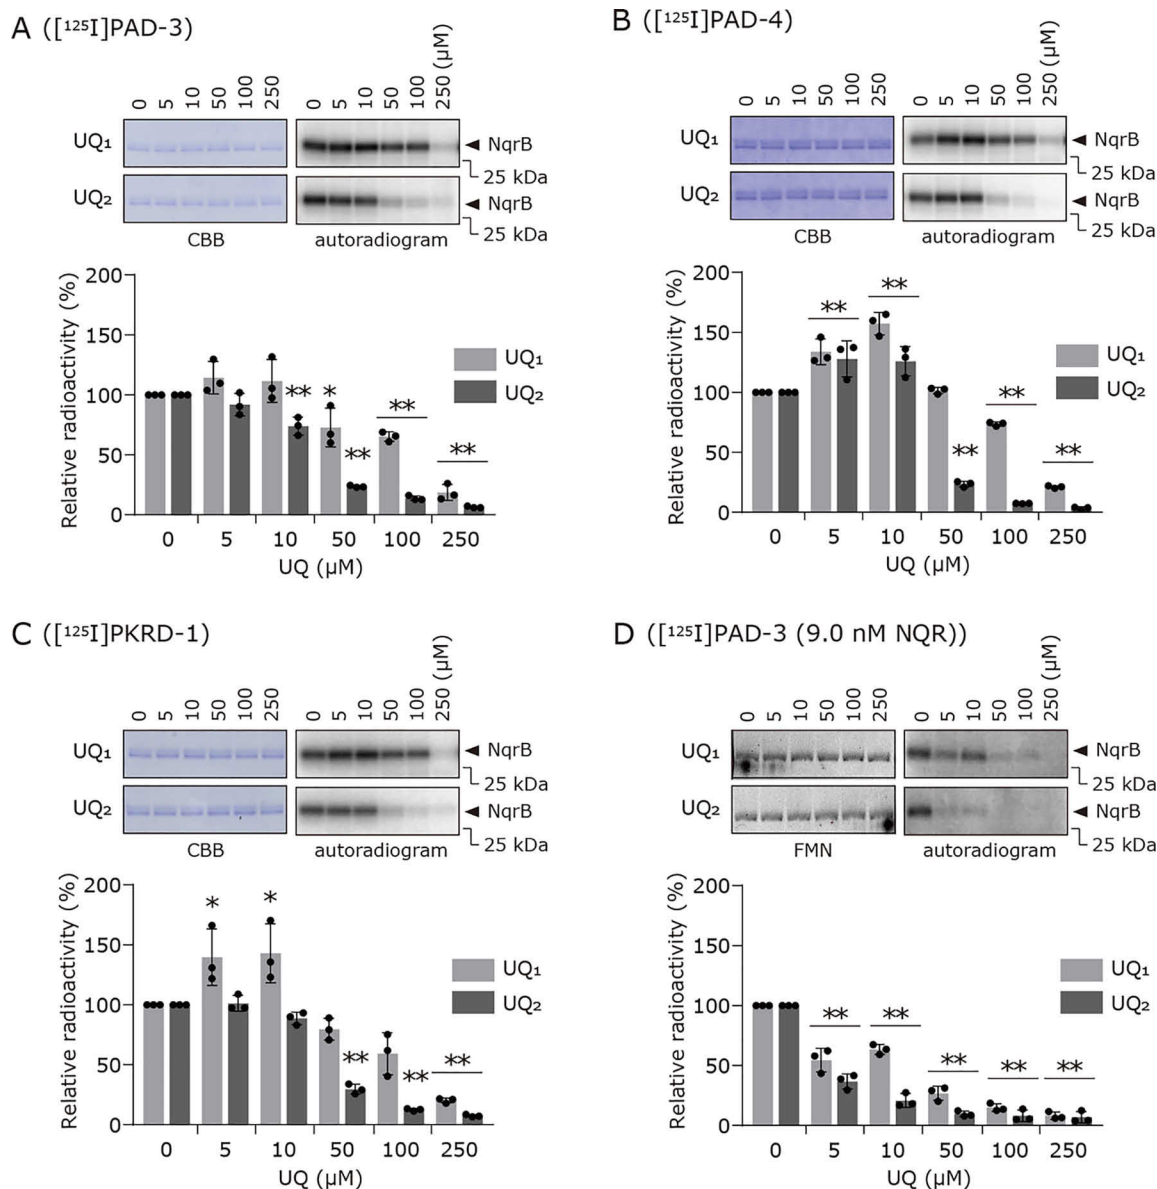 A ([¹²⁵I]PAD-3)
0 5 10 50 100 250 0 5 10 50 100 250 (μM)
UQ₁ NqrB
25 kDa
UQ₂ NqrB
25 kDa
CBB autoradiogram
Relative radioactivity (%)
200
150
100
50
0
** *
**
**
**
UQ₁
UQ₂
0 5 10 50 100 250
UQ (μM)
B ([¹²⁵I]PAD-4)
0 5 10 50 100 250 0 5 10 50 100 250 (μM)
UQ₁ NqrB
25 kDa
UQ₂ NqrB
25 kDa
CBB autoradiogram
Relative radioactivity (%)
200
150
100
50
0
** **
**
**
**
UQ₁
UQ₂
0 5 10 50 100 250
UQ (μM)
C ([¹²⁵I]PKRD-1)
0 5 10 50 100 250 0 5 10 50 100 250 (μM)
UQ₁ NqrB
25 kDa
UQ₂ NqrB
25 kDa
CBB autoradiogram
Relative radioactivity (%)
200
150
100
50
0
* *
** ** **
UQ₁
UQ₂
0 5 10 50 100 250
UQ (μM)
D ([¹²⁵I]PAD-3 (9.0 nM NQR))
0 5 10 50 100 250 0 5 10 50 100 250 (μM)
UQ₁ NqrB
25 kDa
UQ₂ NqrB
25 kDa
FMN autoradiogram
Relative radioactivity (%)
200
150
100
50
0
** ** ** ** **
UQ₁
UQ₂
0 5 10 50 100 250
UQ (μM)